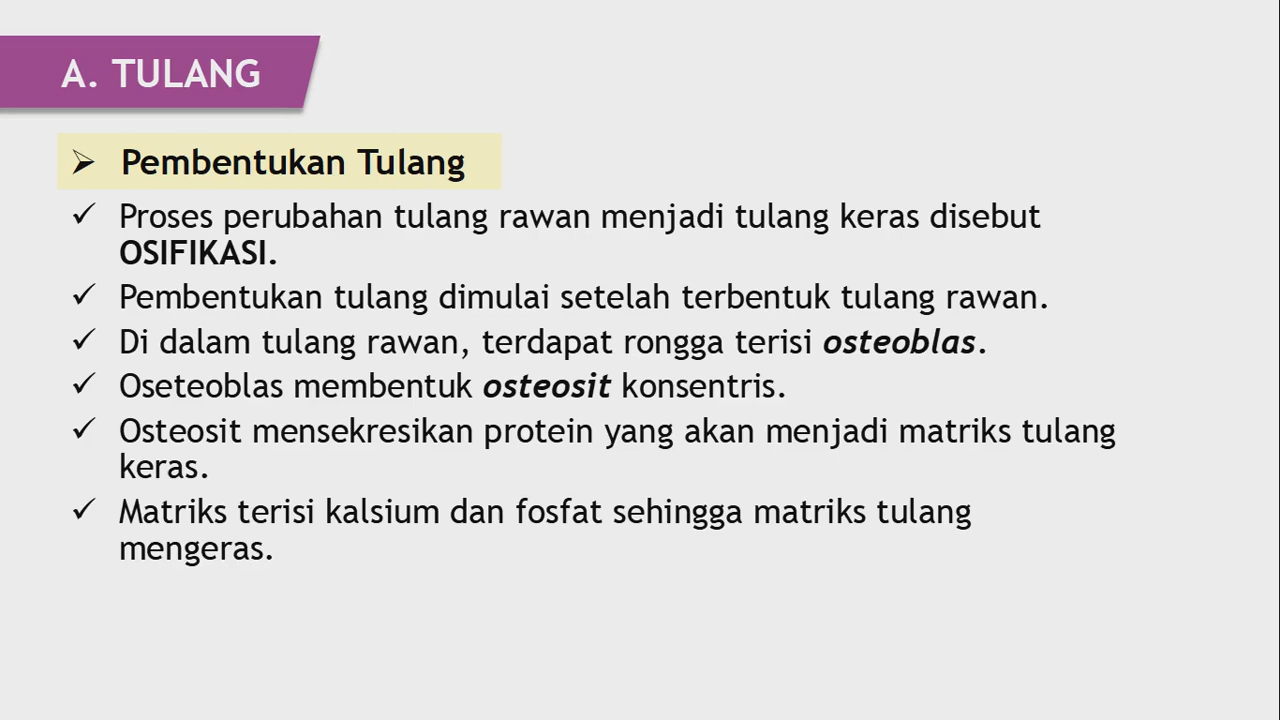 A. TULANG
➢ Pembentukan Tulang
✓ Proses perubahan tulang rawan menjadi tulang keras disebut
OSIFIKASI.
✓ Pembentukan tulang dimulai setelah terbentuk tulang rawan.
✓ Di dalam tulang rawan, terdapat rongga terisi osteoblas.
✓ Oseteoblas membentuk osteosit konsentris.
✓ Osteosit mensekresikan protein yang akan menjadi matriks tulang
keras.
✓ Matriks terisi kalsium dan fosfat sehingga matriks tulang
mengeras.